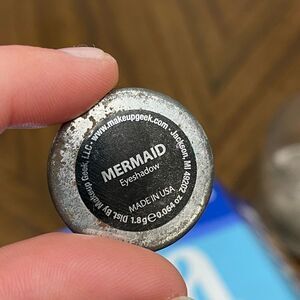 www.makeupgeek.com . Jackson, MI 49202
MERMAID
Eyeshadow
MADE IN USA
1.8 g ℮ 0.064 oz
Dist. By Makeup Geek, LLC.